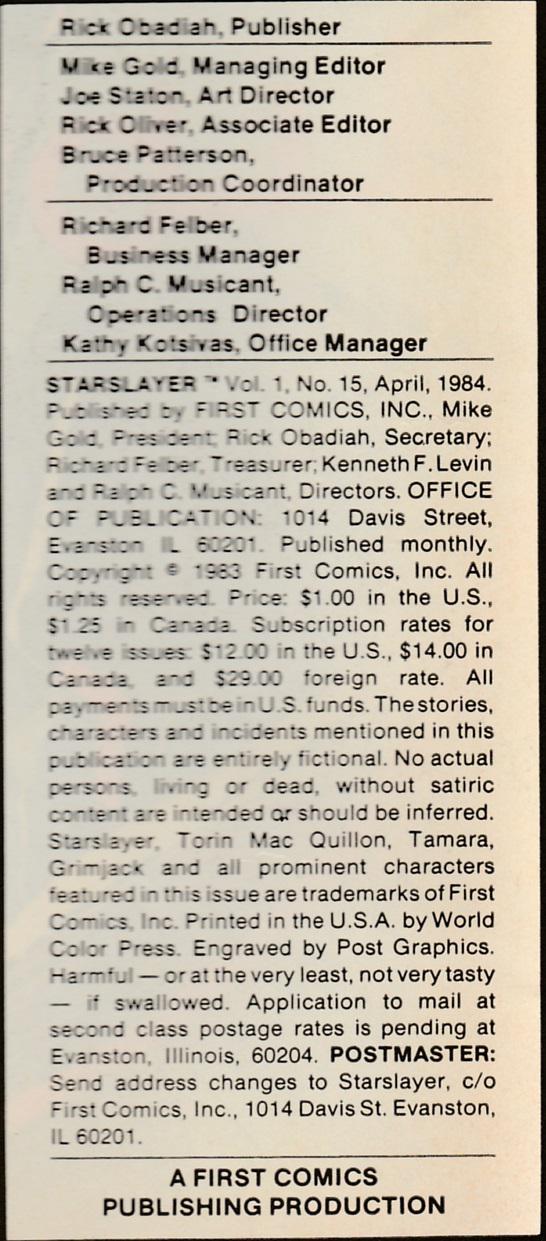 Rick Obadiah, Publisher
Mike Gold, Managing Editor
Joe Staton, Art Director
Rick Oliver, Associate Editor
Bruce Patterson,
Production Coordinator
Richard Felber,
Business Manager
Ralph C. Musicant,
Operations Director
Kathy Kotsivas, Office Manager
STARSLAYER ™ Vol. 1, No. 15, April, 1984.
Published by FIRST COMICS, INC., Mike
Gold, President; Rick Obadiah, Secretary;
Richard Felber, Treasurer; Kenneth F. Levin
and Ralph C. Musicant, Directors. OFFICE
OF PUBLICATION: 1014 Davis Street,
Evanston IL 60201. Published monthly.
Copyright © 1983 First Comics, Inc. All
rights reserved. Price: $1.00 in the U.S.,
$1.25 in Canada. Subscription rates for
twelve issues: $12.00 in the U.S., $14.00 in
Canada, and $29.00 foreign rate. All
payments must be in U.S. funds. The stories,
characters and incidents mentioned in this
publication are entirely fictional. No actual
persons, living or dead, without satiric
content are intended or should be inferred.
Starslayer, Torin Mac Quillon, Tamara,
Grimjack and all prominent characters
featured in this issue are trademarks of First
Comics, Inc. Printed in the U.S.A. by World
Color Press. Engraved by Post Graphics.
Harmful — or at the very least, not very tasty
— if swallowed. Application to mail at
second class postage rates is pending at
Evanston, Illinois, 60204. POSTMASTER:
Send address changes to Starslayer, c/o
First Comics, Inc., 1014 Davis St. Evanston,
IL 60201.
A FIRST COMICS
PUBLISHING PRODUCTION